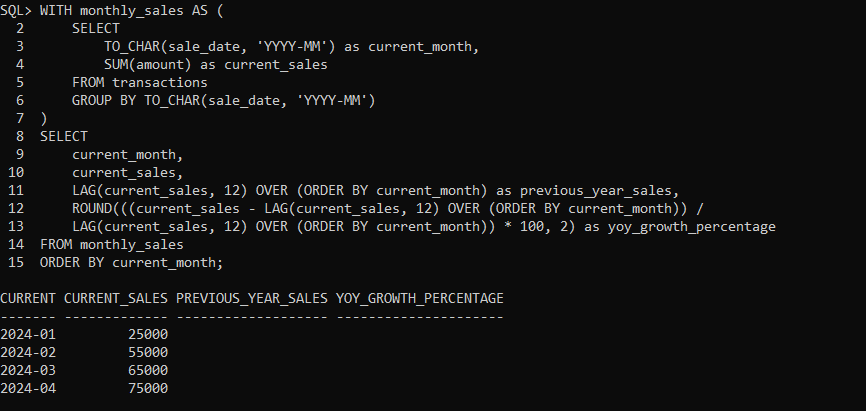 SQL> WITH monthly_sales AS (
  2      SELECT
  3          TO_CHAR(sale_date, 'YYYY-MM') as current_month,
  4          SUM(amount) as current_sales
  5      FROM transactions
  6      GROUP BY TO_CHAR(sale_date, 'YYYY-MM')
  7  )
  8  SELECT
  9      current_month,
 10      current_sales,
 11      LAG(current_sales, 12) OVER (ORDER BY current_month) as previous_year_sales,
 12      ROUND(((current_sales - LAG(current_sales, 12) OVER (ORDER BY current_month)) /
 13      LAG(current_sales, 12) OVER (ORDER BY current_month)) * 100, 2) as yoy_growth_percentage
 14  FROM monthly_sales
 15  ORDER BY current_month;

CURRENT CURRENT_SALES PREVIOUS_YEAR_SALES YOY_GROWTH_PERCENTAGE
------- ------------- ------------------- ---------------------
2024-01         25000
2024-02         55000
2024-03         65000
2024-04         75000